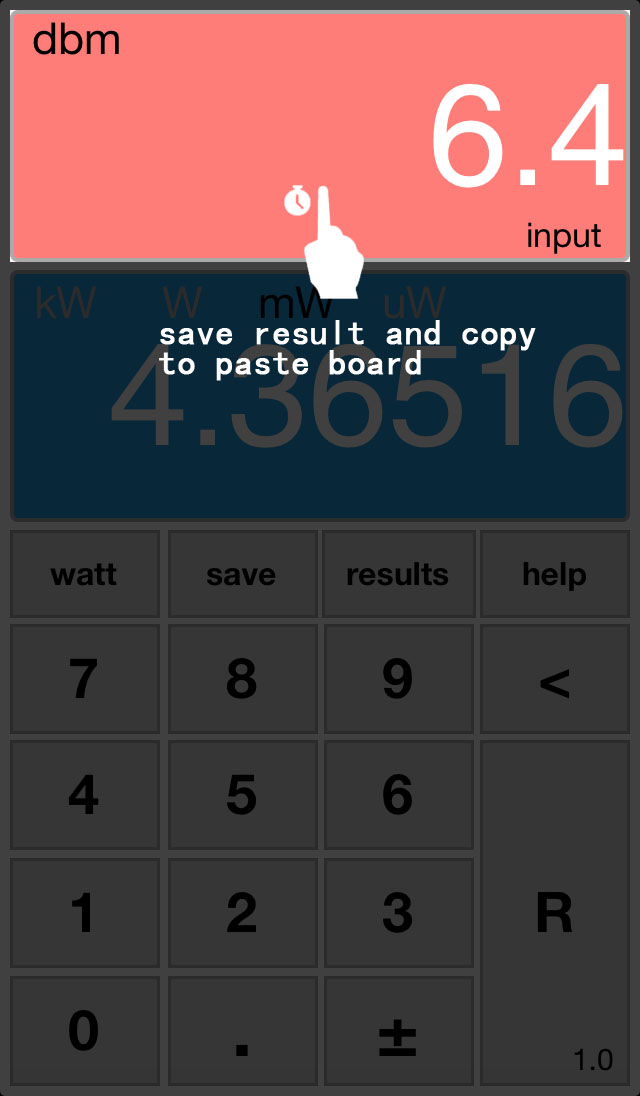 dbm
6.4
input
kW W mW uW
save result and copy
to paste board
4.36516
watt save results help
7 8 9 <
4 5 6
1 2 3 R
0 . ±
1.0